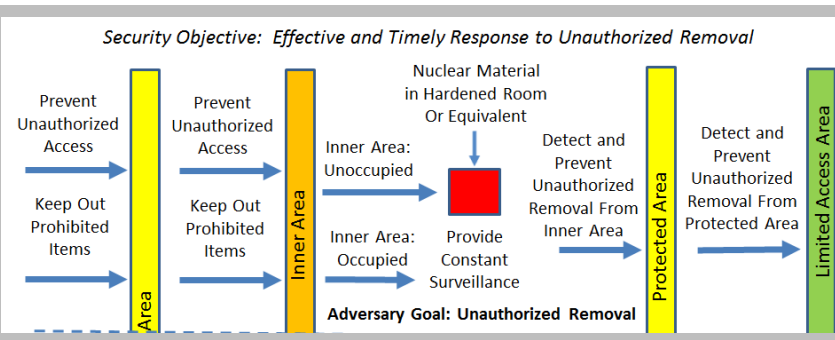 Security Objective: Effective and Timely Response to Unauthorized Removal
Prevent
Unauthorized
Access
Keep Out
Prohibited
Items
Area
Prevent
Unauthorized
Access
Keep Out
Prohibited
Items
Inner Area
Inner Area:
Unoccupied
Inner Area:
Occupied
Nuclear Material
in Hardened Room
Or Equivalent
Provide
Constant
Surveillance
Detect and
Prevent
Unauthorized
Removal From
Inner Area
Protected Area
Detect and
Prevent
Unauthorized
Removal From
Protected Area
Limited Access Area
Adversary Goal: Unauthorized Removal